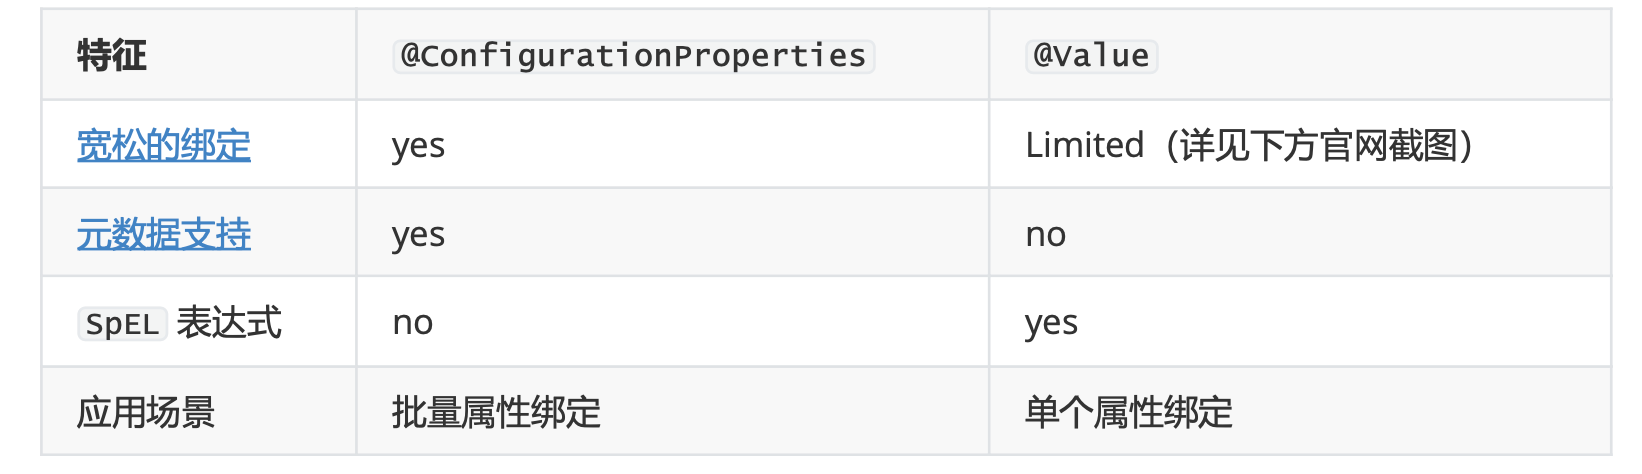 特征 @ConfigurationProperties @Value
宽松的绑定 yes Limited（详见下方官网截图）
元数据支持 yes no
SpEL 表达式 no yes
应用场景 批量属性绑定 单个属性绑定